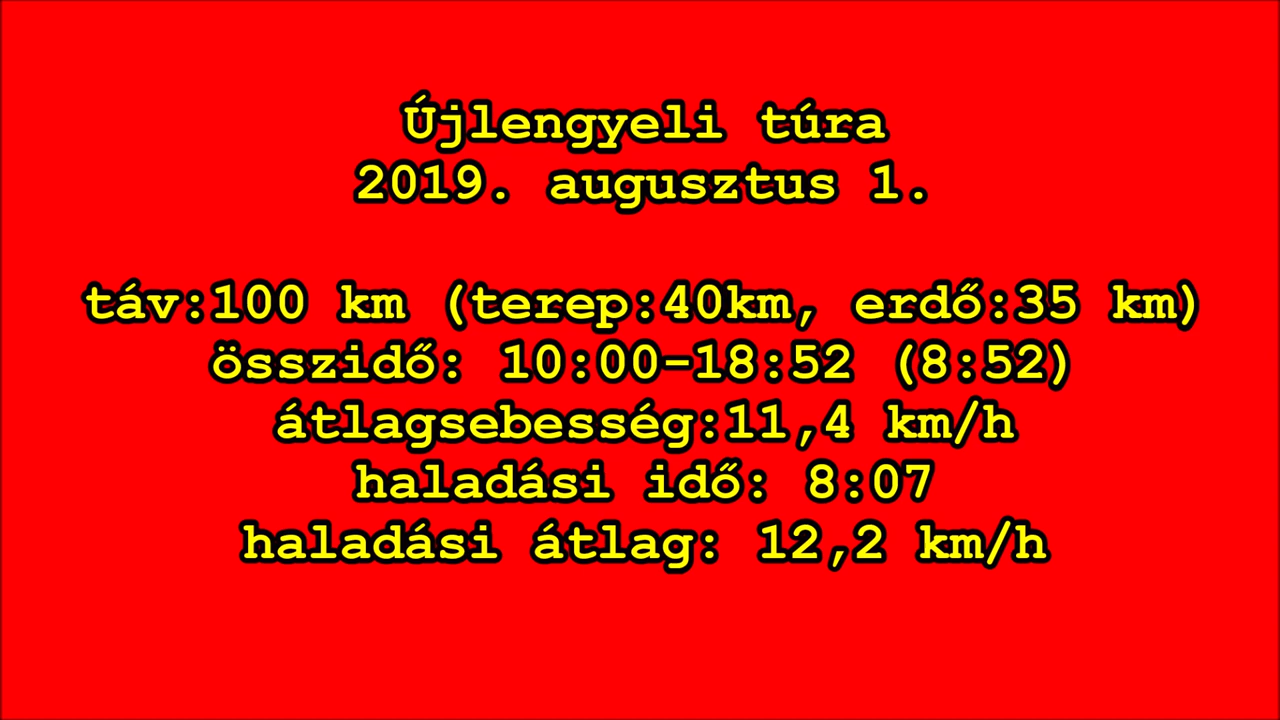 Újlengyeli túra
2019. augusztus 1.
táv:100 km (terep:40km, erdő:35 km)
összidő: 10:00-18:52 (8:52)
átlagsebesség:11,4 km/h
haladási idő: 8:07
haladási átlag: 12,2 km/h